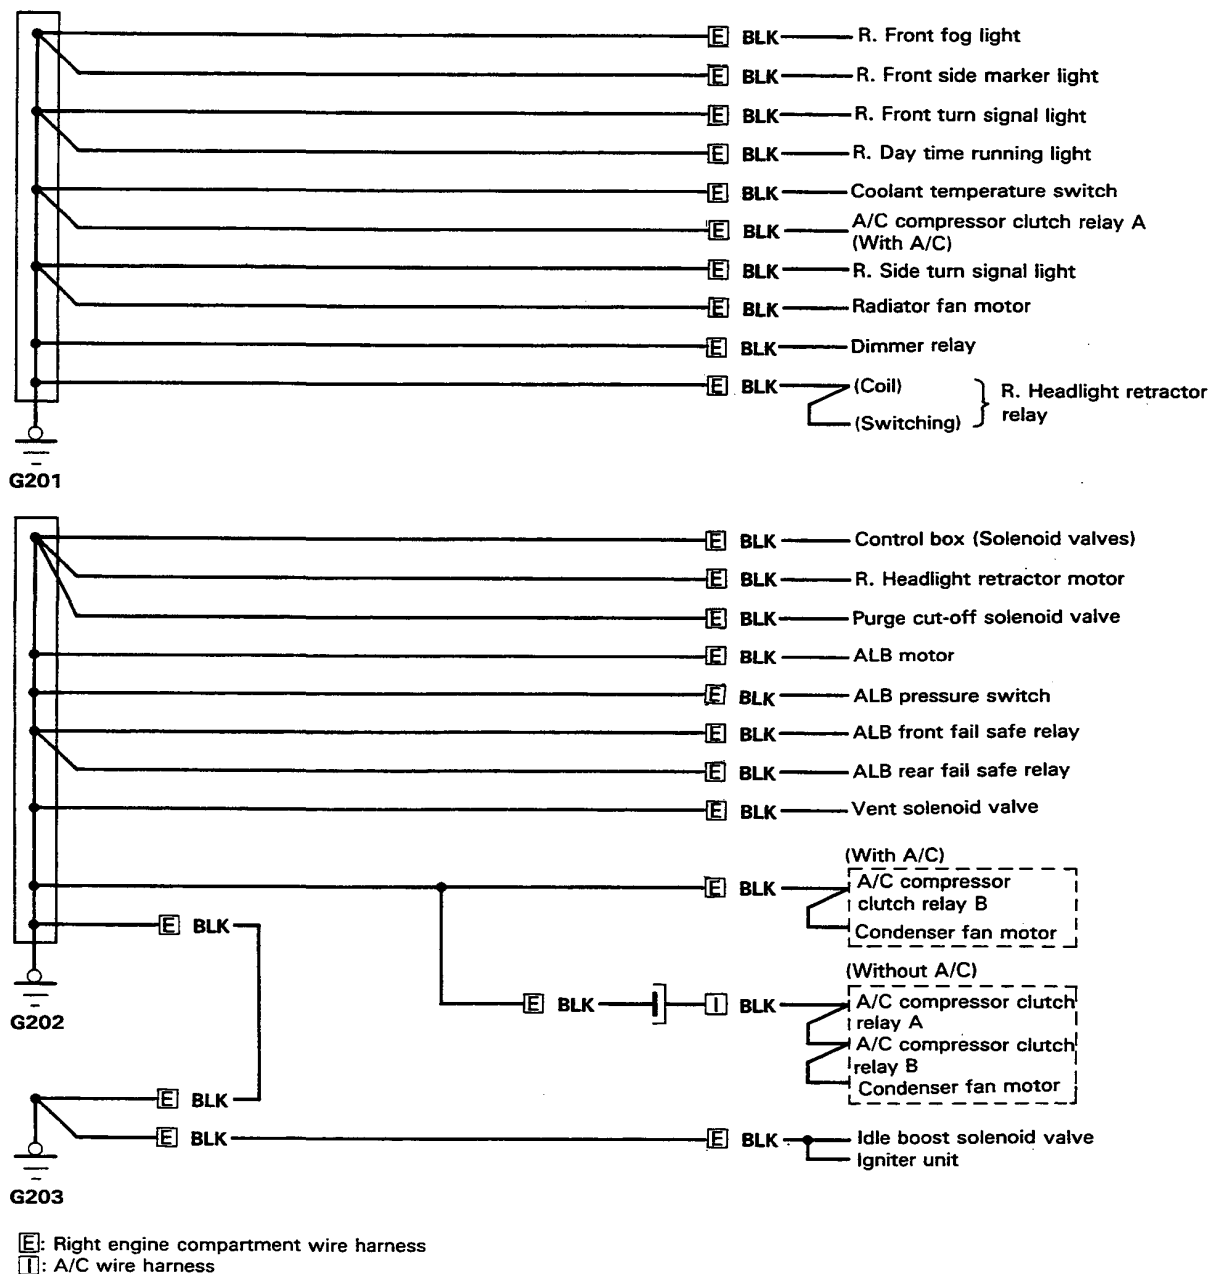 E BLK R. Front fog light
E BLK R. Front side marker light
E BLK R. Front turn signal light
E BLK R. Day time running light
E BLK Coolant temperature switch
E BLK A/C compressor clutch relay A
(With A/C)
E BLK R. Side turn signal light
E BLK Radiator fan motor
E BLK Dimmer relay
E BLK (Coil)
(Switching)
R. Headlight retractor
relay
G201
E BLK Control box (Solenoid valves)
E BLK R. Headlight retractor motor
E BLK Purge cut-off solenoid valve
E BLK ALB motor
E BLK ALB pressure switch
E BLK ALB front fail safe relay
E BLK ALB rear fail safe relay
E BLK Vent solenoid valve
(With A/C)
E BLK A/C compressor
clutch relay B
Condenser fan motor
E BLK
G202
(Without A/C)
E BLK I BLK A/C compressor clutch
relay A
A/C compressor clutch
relay B
Condenser fan motor
E BLK
E BLK E BLK Idle boost solenoid valve
Igniter unit
G203
E: Right engine compartment wire harness
I: A/C wire harness